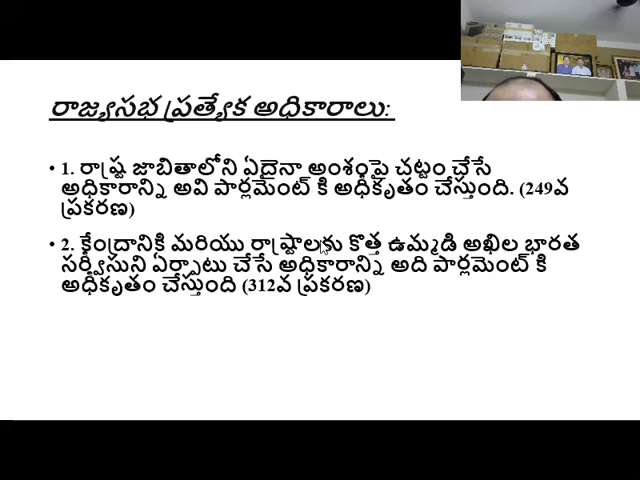 రాజ్యసభ ప్రత్యేక అధికారాలు:
• 1. రాష్ట్ర జాబితాలోని ఏదైనా అంశంపై చట్టం చేసే
అధికారాన్ని అవి పార్లమెంట్ కి అధికృతం చేస్తుంది. (249వ
ప్రకరణ)
• 2. కేంద్రానికి మరియు రాష్ట్రాలకు కొత్త ఉమ్మడి అఖిల భారత
సర్వీసుని ఏర్పాటు చేసే అధికారాన్ని అది పార్లమెంట్ కి
అధికృతం చేస్తుంది (312వ ప్రకరణ)